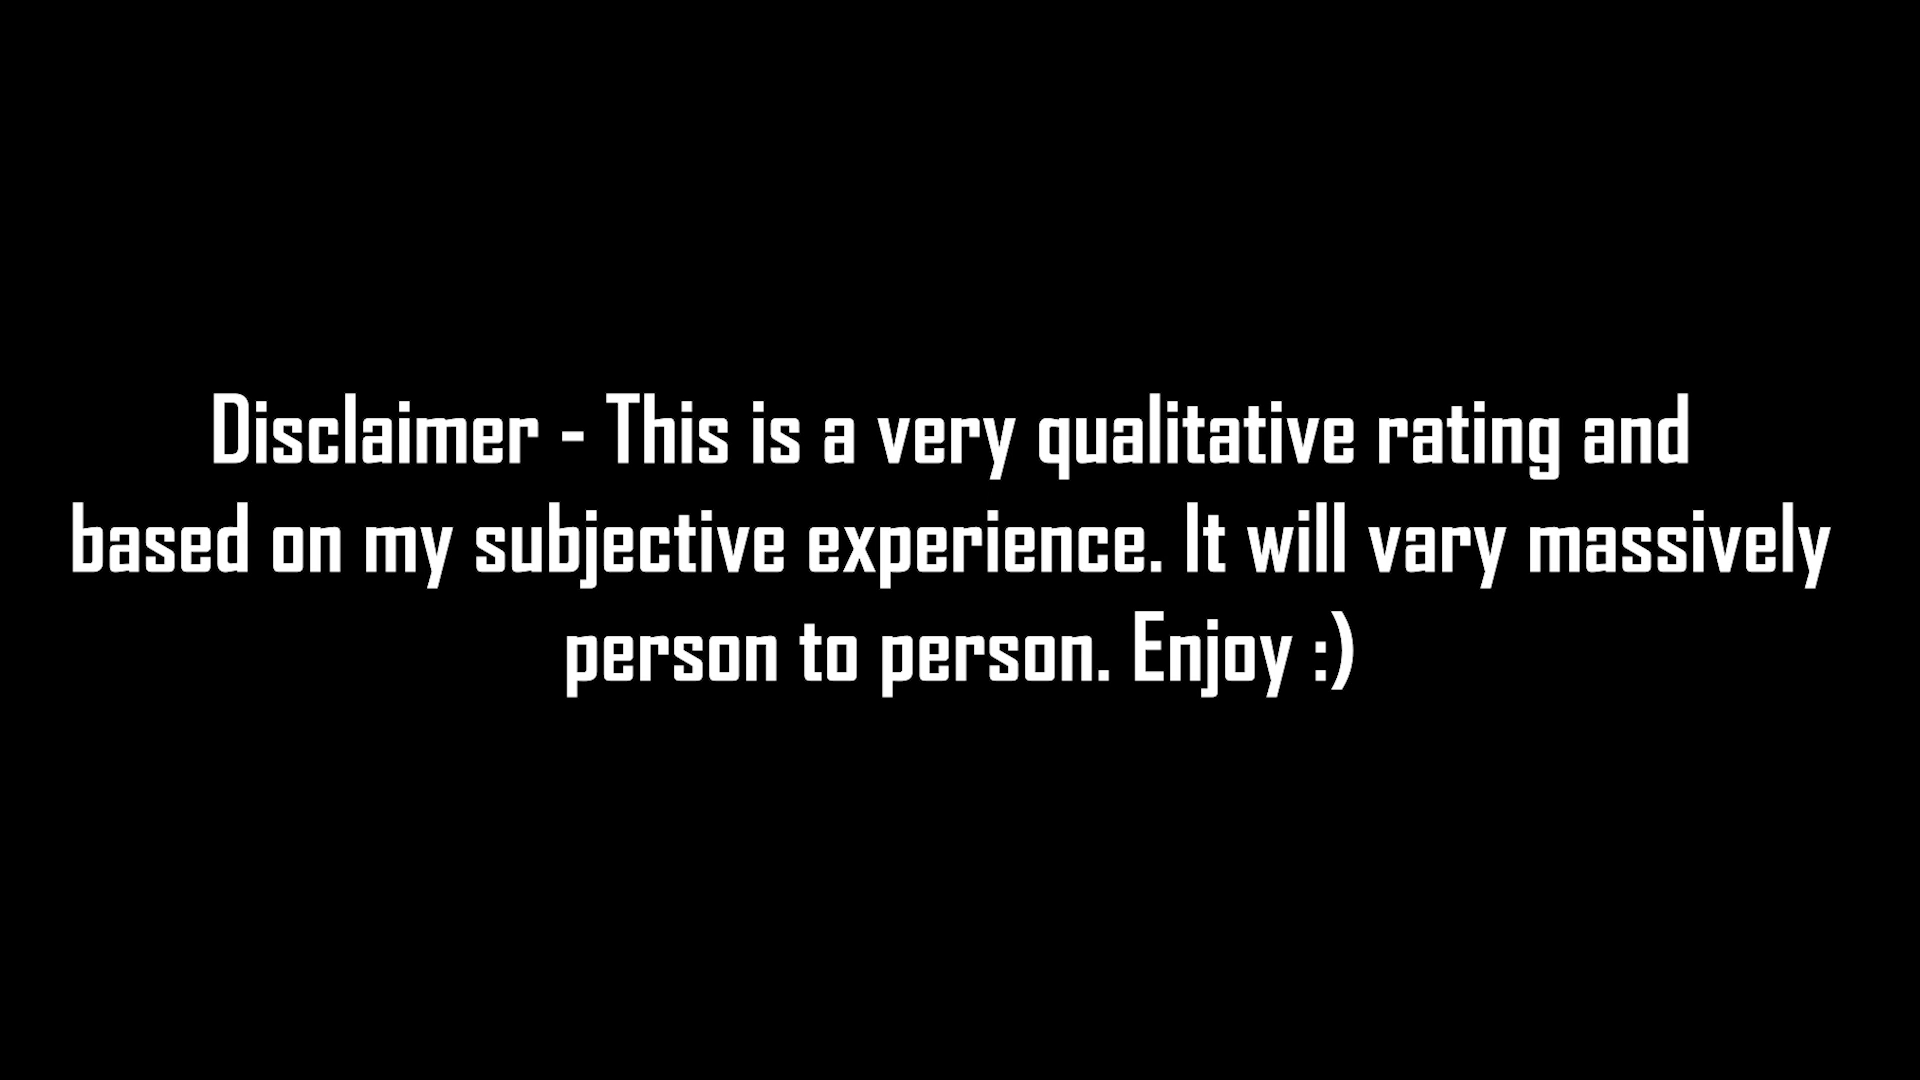 Disclaimer - This is a very qualitative rating and
based on my subjective experience. It will vary massively
person to person. Enjoy :)